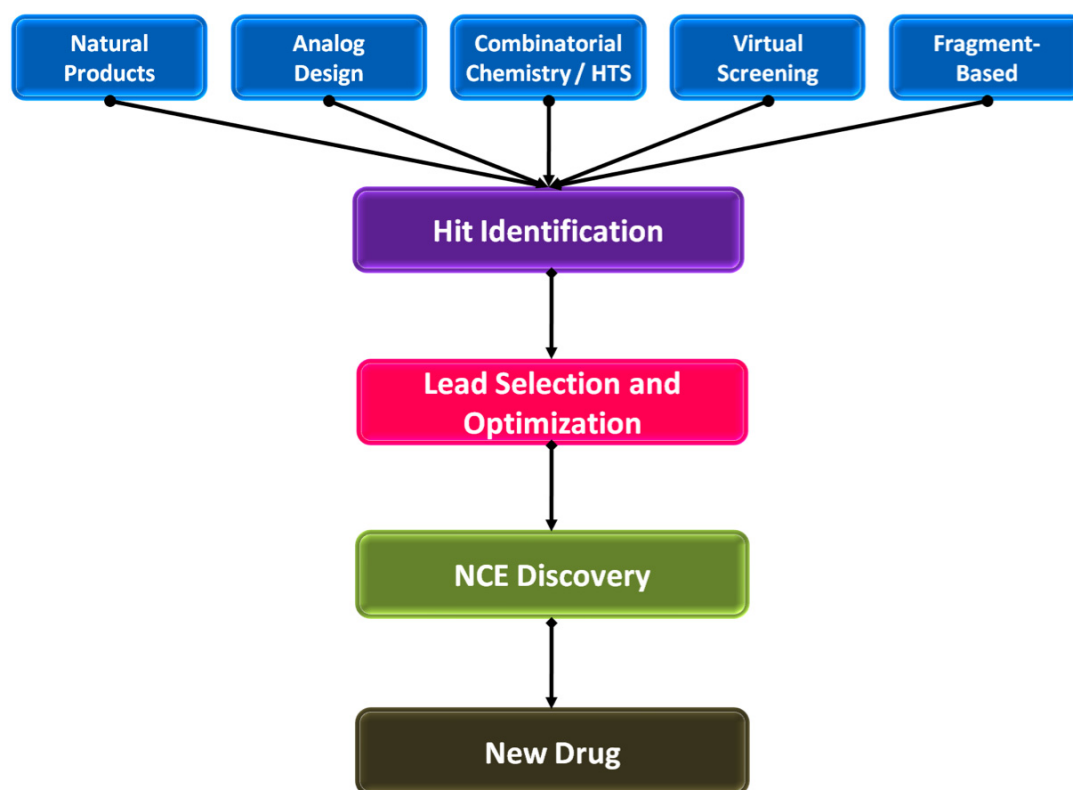 Natural
Products
Analog
Design
Combinatorial
Chemistry / HTS
Virtual
Screening
Fragment-
Based
Hit Identification
Lead Selection and
Optimization
NCE Discovery
New Drug